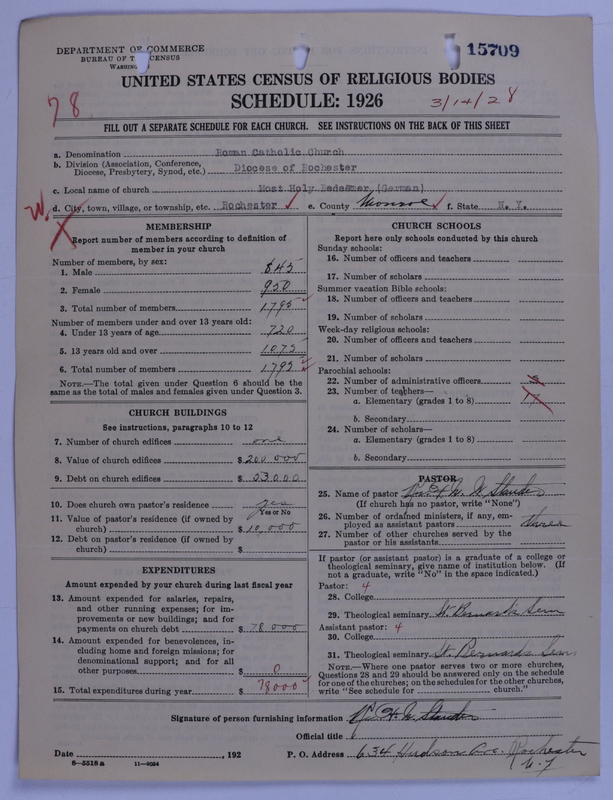 DEPARTMENT OF COMMERCE
BUREAU OF THE CENSUS
WASHINGTON
15709
UNITED STATES CENSUS OF RELIGIOUS BODIES
SCHEDULE: 1926
78
3/14/28
FILL OUT A SEPARATE SCHEDULE FOR EACH CHURCH. SEE INSTRUCTIONS ON THE BACK OF THIS SHEET
a. Denomination Roman Catholic Church
b. Division (Association, Conference, Diocese, Presbytery, Synod, etc.) Diocese of Rochester
c. Local name of church Most Holy Redeemer (German)
d. City, town, village, or township, etc. Rochester e. County Monroe f. State N. Y.
W. X
MEMBERSHIP
Report number of members according to definition of
member in your church
Number of members, by sex:
1. Male 845
2. Female 950
3. Total number of members 1795
Number of members under and over 13 years old:
4. Under 13 years of age 720
5. 13 years old and over 1075
6. Total number of members 1795
NOTE.—The total given under Question 6 should be the
same as the total of males and females given under Question 3.
CHURCH BUILDINGS
See instructions, paragraphs 10 to 12
7. Number of church edifices one
8. Value of church edifices $200 000
9. Debt on church edifices $53000
10. Does church own pastor's residence? yes
Yes or No
11. Value of pastor's residence (if owned by
church) $10,000
12. Debt on pastor's residence (if owned by
church) $
EXPENDITURES
Amount expended by your church during last fiscal year
13. Amount expended for salaries, repairs,
and other running expenses; for im-
provements or new buildings; and for
payments on church debt $78000
14. Amount expended for benevolences, in-
cluding home and foreign missions; for
denominational support; and for all
other purposes $0
15. Total expenditures during year $78000
CHURCH SCHOOLS
Report here only schools conducted by this church
Sunday schools:
16. Number of officers and teachers
17. Number of scholars
Summer vacation Bible schools:
18. Number of officers and teachers
19. Number of scholars
Week-day religious schools:
20. Number of officers and teachers
21. Number of scholars
Parochial schools:
22. Number of administrative officers
23. Number of teachers—
a. Elementary (grades 1 to 8) 17
b. Secondary
24. Number of scholars—
a. Elementary (grades 1 to 8)
b. Secondary
PASTOR
25. Name of pastor W. Stauder
(If church has no pastor, write "None")
26. Number of ordained ministers, if any, em-
ployed as assistant pastors three
27. Number of other churches served by the
pastor or his assistants
If pastor (or assistant pastor) is a graduate of a college or
theological seminary, give name of institution below. (If
not a graduate, write "No" in the space indicated.)
Pastor: 4
28. College
29. Theological seminary St Bernards Sem
Assistant pastor: 4
30. College
31. Theological seminary St Bernards Sem
NOTE.—Where one pastor serves two or more churches,
Questions 28 and 29 should be answered only on the schedule
for one of the churches; on the schedules for the other churches,
write "See schedule for church."
Signature of person furnishing information Stauder
Official title
Date , 192 P. O. Address 634 Hudson Ave. Rochester
N. Y
8—5518 a 11—9024